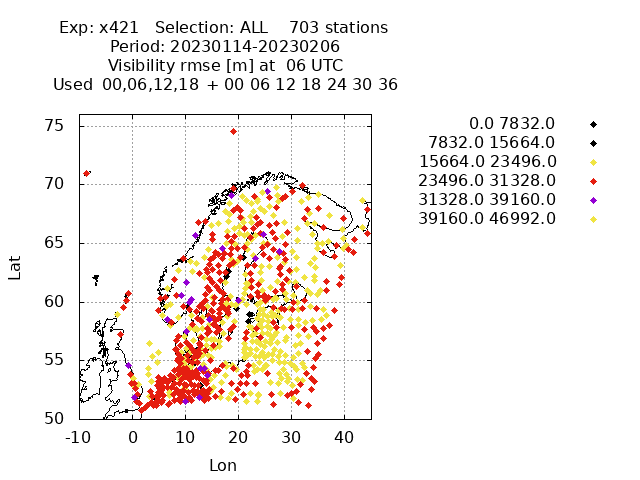 Exp: x421   Selection: ALL    703 stations
Period: 20230114-20230206
Visibility rmse [m] at  06 UTC
Used  00,06,12,18  + 00 06 12 18 24 30 36
0.0 7832.0
7832.0 15664.0
15664.0 23496.0
23496.0 31328.0
31328.0 39160.0
39160.0 46992.0
75
70
65
60
55
50
Lat
-10 0 10 20 30 40
Lon